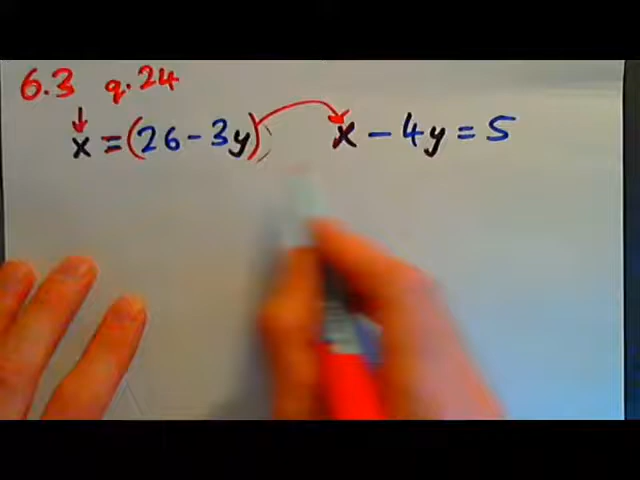 6.3 q.24
x = (26 - 3y) x - 4y = 5